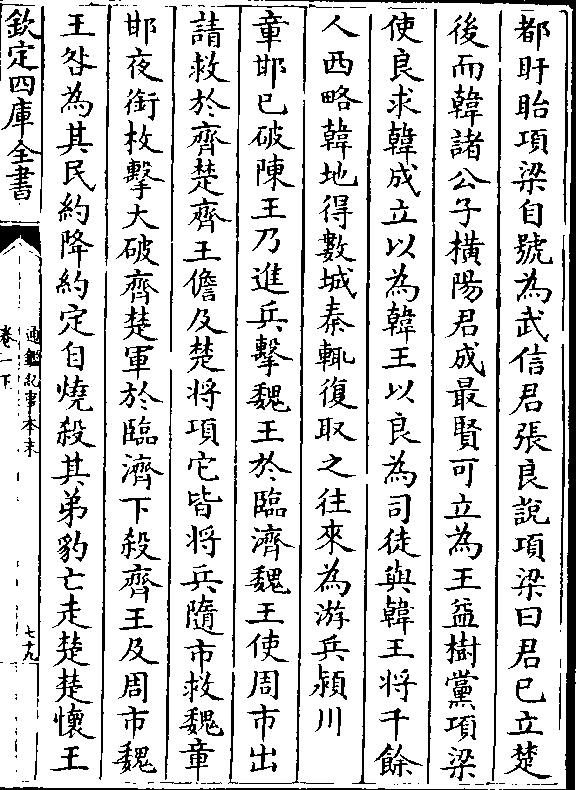 都盱眙項梁自號為武信君張良說項梁曰君已立楚
後而韓諸公子橫陽君成最賢可立為王益樹黨項梁
使良求韓成立以為韓王以良為司徒與韓王將千餘
人西略韓地得數城秦輒復取之往來為游兵潁川
章邯已破陳王乃進兵擊魏王於臨濟魏王使周市出
請救於齊楚齊王儋及楚將項它皆將兵隨市救魏章
邯夜銜枚擊大破齊楚軍於臨濟下殺齊王及周市魏
王咎為其民約降約定自燒殺其弟豹亡走楚楚懷王
欽定四庫全書
通鑑紀事本末
卷一下
七九